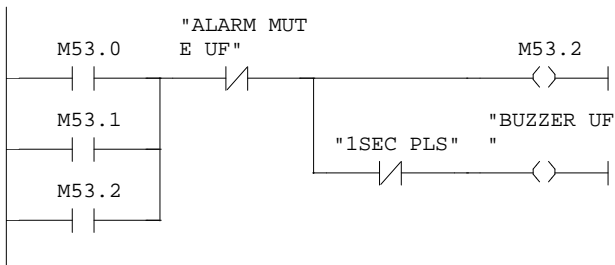 "ALARM MUT
M53.0
E UF"
M53.2
M53.1
"BUZZER UF
"1SEC PLS"
"
M53.2